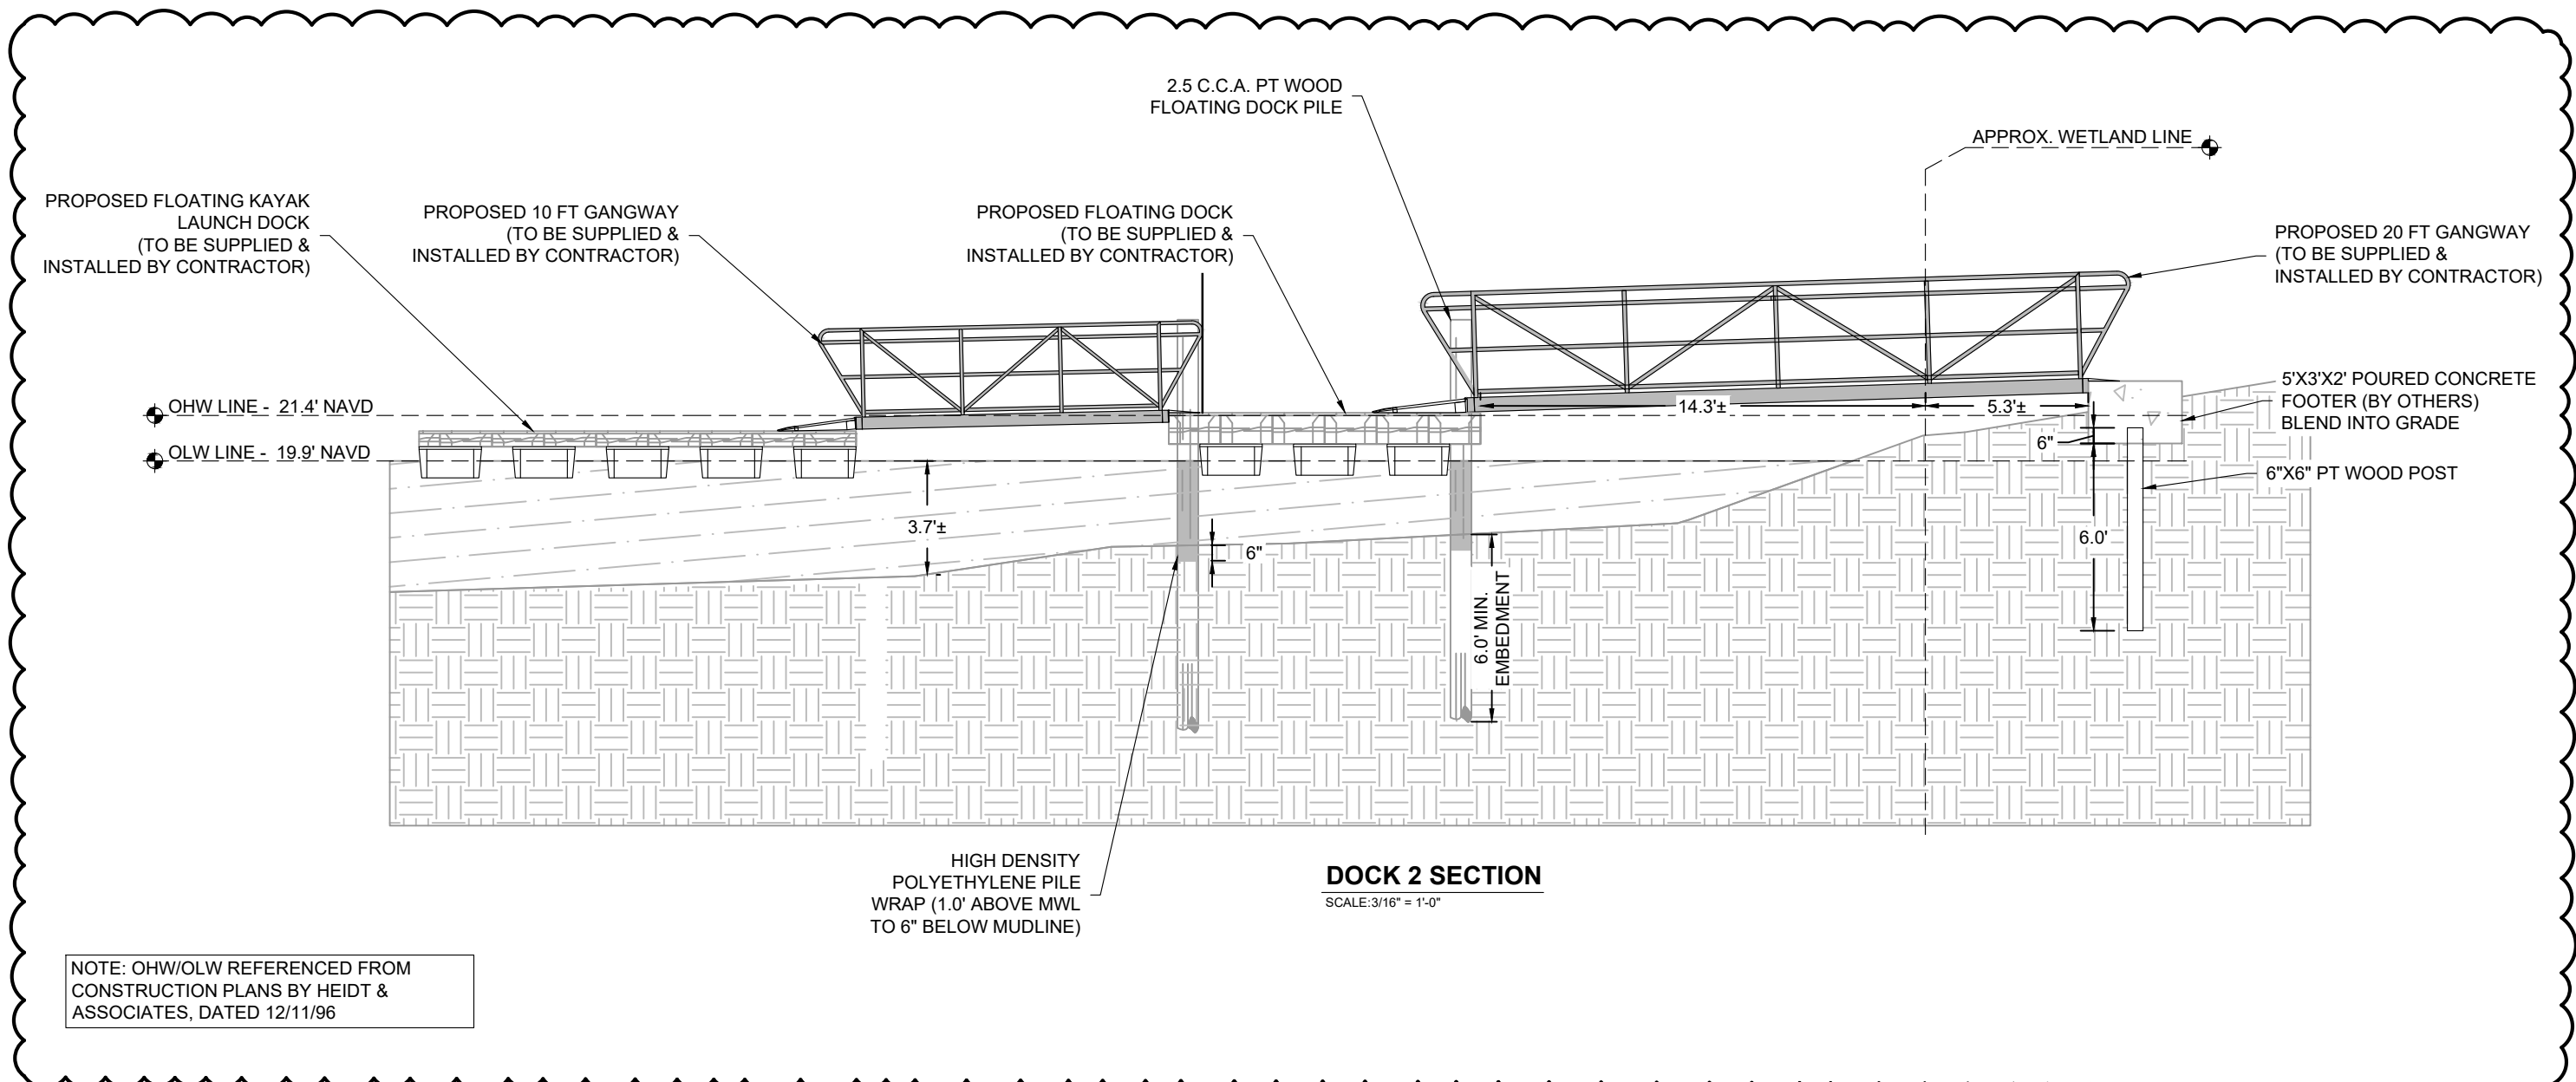 2.5 C.C.A. PT WOOD
FLOATING DOCK PILE
APPROX. WETLAND LINE
PROPOSED FLOATING KAYAK
LAUNCH DOCK
(TO BE SUPPLIED &
INSTALLED BY CONTRACTOR)
PROPOSED 10 FT GANGWAY
(TO BE SUPPLIED &
INSTALLED BY CONTRACTOR)
PROPOSED FLOATING DOCK
(TO BE SUPPLIED &
INSTALLED BY CONTRACTOR)
PROPOSED 20 FT GANGWAY
(TO BE SUPPLIED &
INSTALLED BY CONTRACTOR)
OHW LINE - 21.4' NAVD
OLW LINE - 19.9' NAVD
14.3'±
5.3'±
5'X3'X2' POURED CONCRETE
FOOTER (BY OTHERS)
BLEND INTO GRADE
6"
6"X6" PT WOOD POST
3.7'±
6"
6.0'
6.0' MIN.
EMBEDMENT
HIGH DENSITY
POLYETHYLENE PILE
WRAP (1.0' ABOVE MWL
TO 6" BELOW MUDLINE)
DOCK 2 SECTION
SCALE:3/16" = 1'-0"
NOTE: OHW/OLW REFERENCED FROM
CONSTRUCTION PLANS BY HEIDT &
ASSOCIATES, DATED 12/11/96